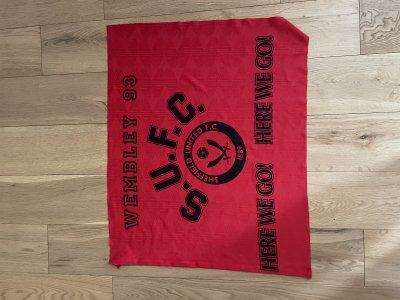 WEMBLEY 93
S.U.F.C.
SHEFFIELD UNITED F.C.
1889
HERE WE GO! HERE WE GO!